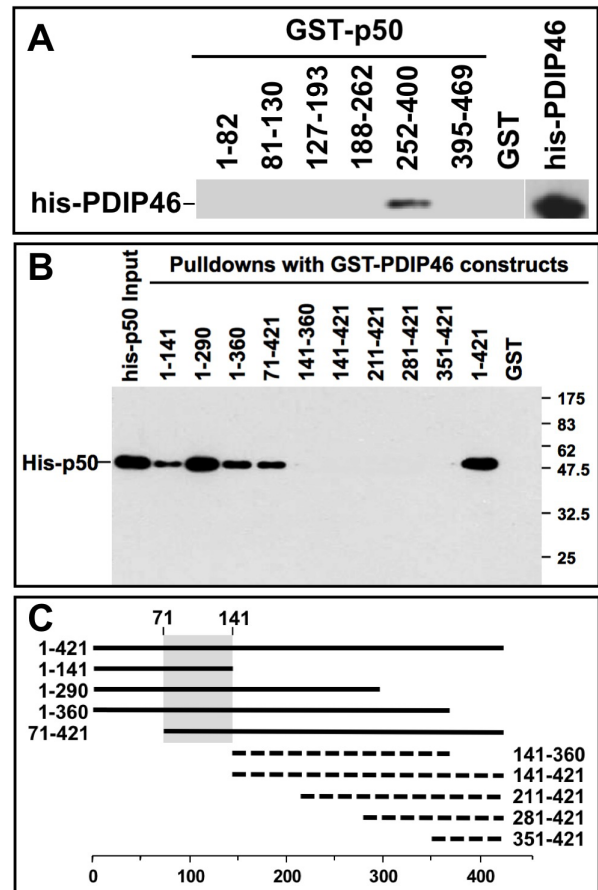 A
GST-p50
1-82
81-130
127-193
188-262
252-400
395-469
GST
his-PDIP46
his-PDIP46
B
Pulldowns with GST-PDIP46 constructs
his-p50 Input
1-141
1-290
1-360
71-421
141-360
141-421
211-421
281-421
351-421
1-421
GST
His-p50
175
83
62
47.5
32.5
25
C
71 141
1-421
1-141
1-290
1-360
71-421
141-360
141-421
211-421
281-421
351-421
0 100 200 300 400